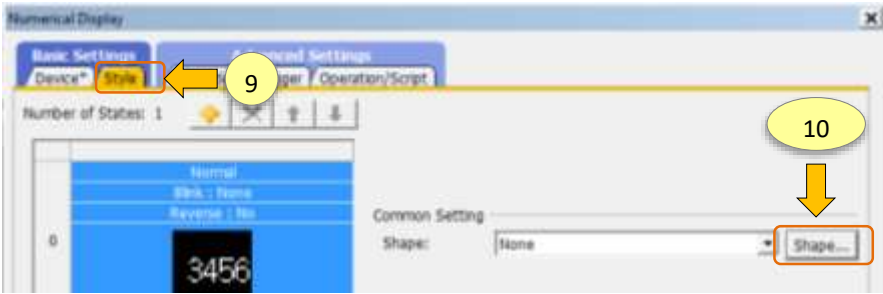 Numerical Display
Basic Settings
Advanced Settings
Device* Style 9 Operation/Script
Number of States: 1
10
Normal
Blink : None
Reverse : No
Common Setting
0
Shape: None Shape...
3456